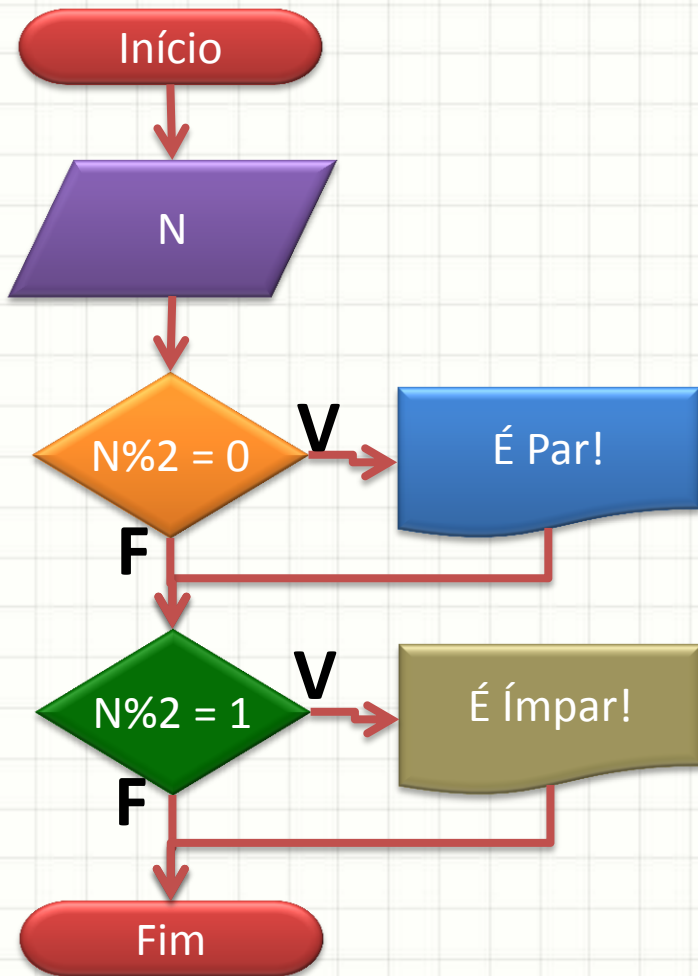 Início
N
N%2 = 0
V
É Par!
F
N%2 = 1
V
É Ímpar!
F
Fim